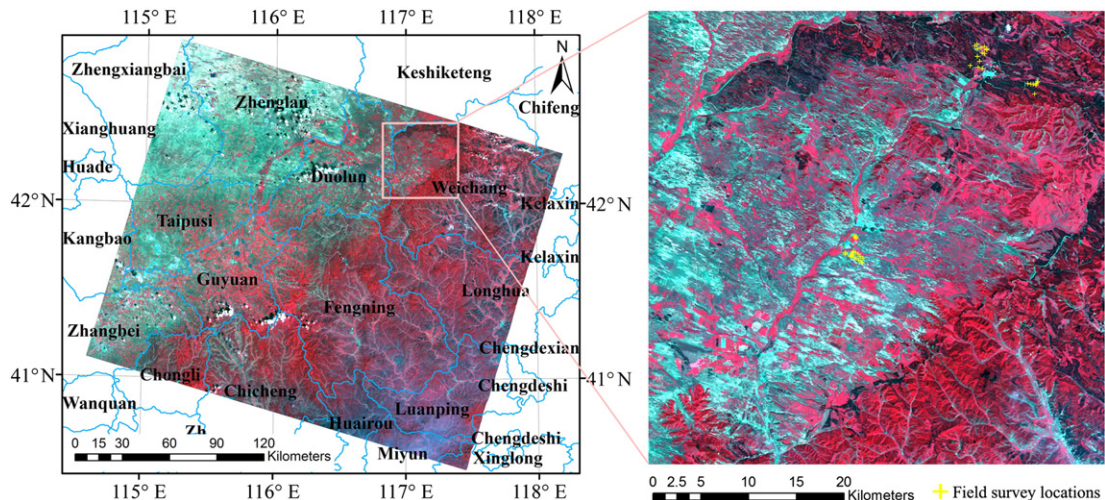 115°E 116°E 117°E 118°E
N
Zhengxiangbai
Keshiketeng
Zhenglan
Chifeng
Xianghuang
Huade
Duolun
Weichang
42°N
Kelaxin
42°N
Taipusi
Kangbao
Kelaxin
Guyuan
Longhua
Fengning
Zhangbei
Chengdexian
Chongli
41°N
Chicheng
Chengdeshi
41°N
Wanquan
Luanping
Huairou
Zh
Chengdeshi
0 15 30 60 90 120
Kilometers
Miyun
Xinglong
115°E 116°E 117°E 118°E
0 2.5 5 10 15 20
Kilometers
Field survey locations